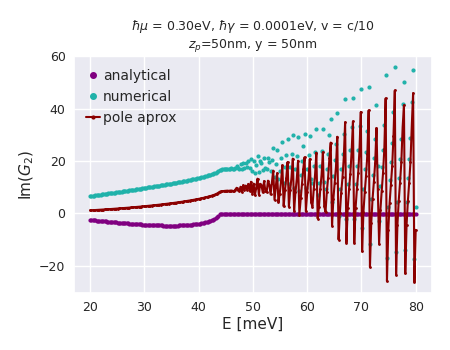 ħμ = 0.30eV, ħγ = 0.0001eV, v = c/10
z_p=50nm, y = 50nm
60
40
20
0
−20
Im(G₂)
analytical
numerical
pole aprox
20 30 40 50 60 70 80
E [meV]